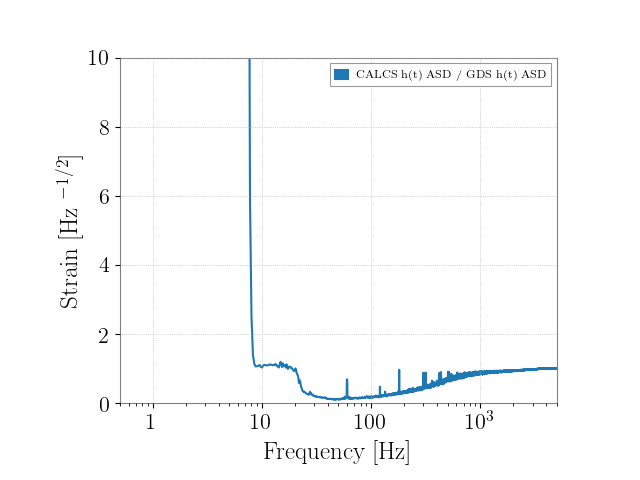 CALCS h(t) ASD / GDS h(t) ASD
10
8
6
4
2
0
Strain [Hz ^{-1/2}]
1 10 100 10³
Frequency [Hz]